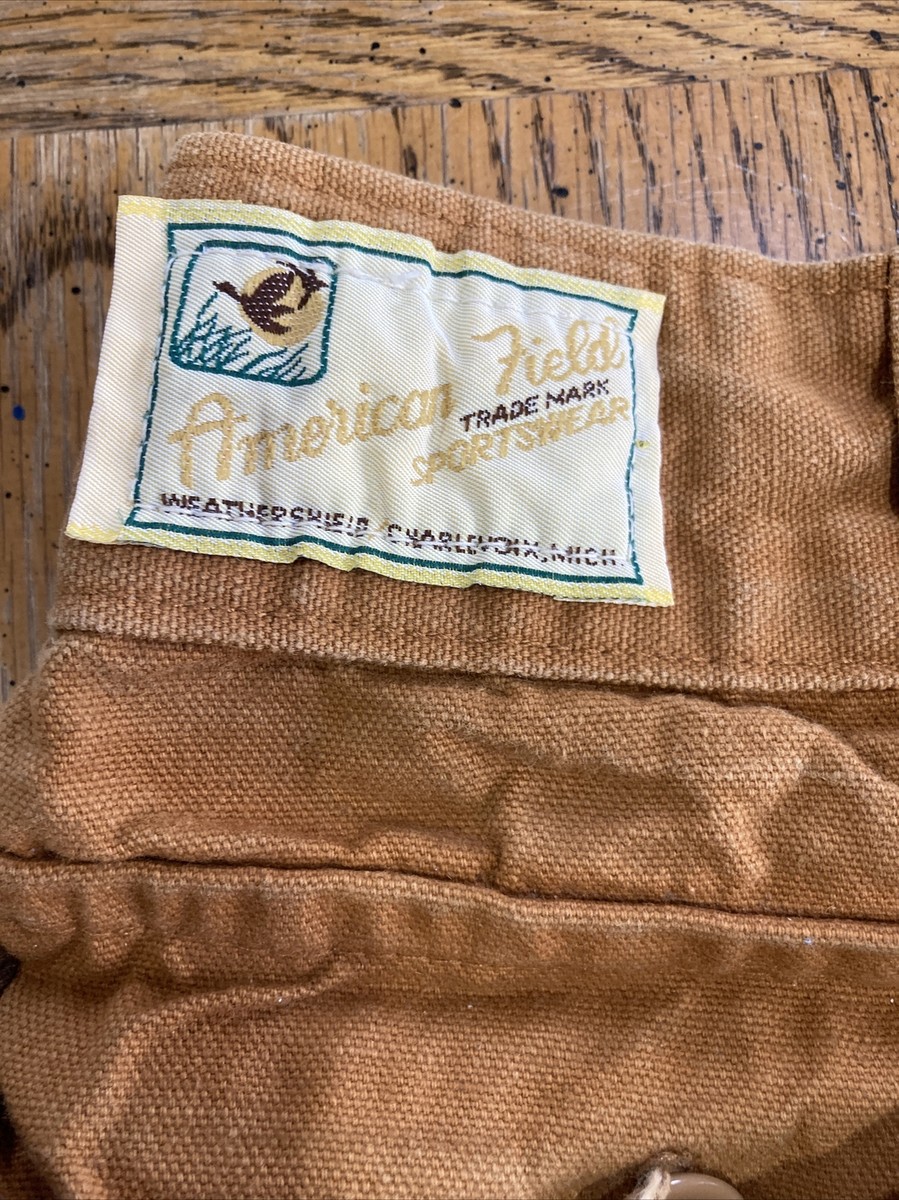 American Field
TRADE MARK
SPORTSWEAR
WEATHERSHIELD CHARLEVOIX, MICH.